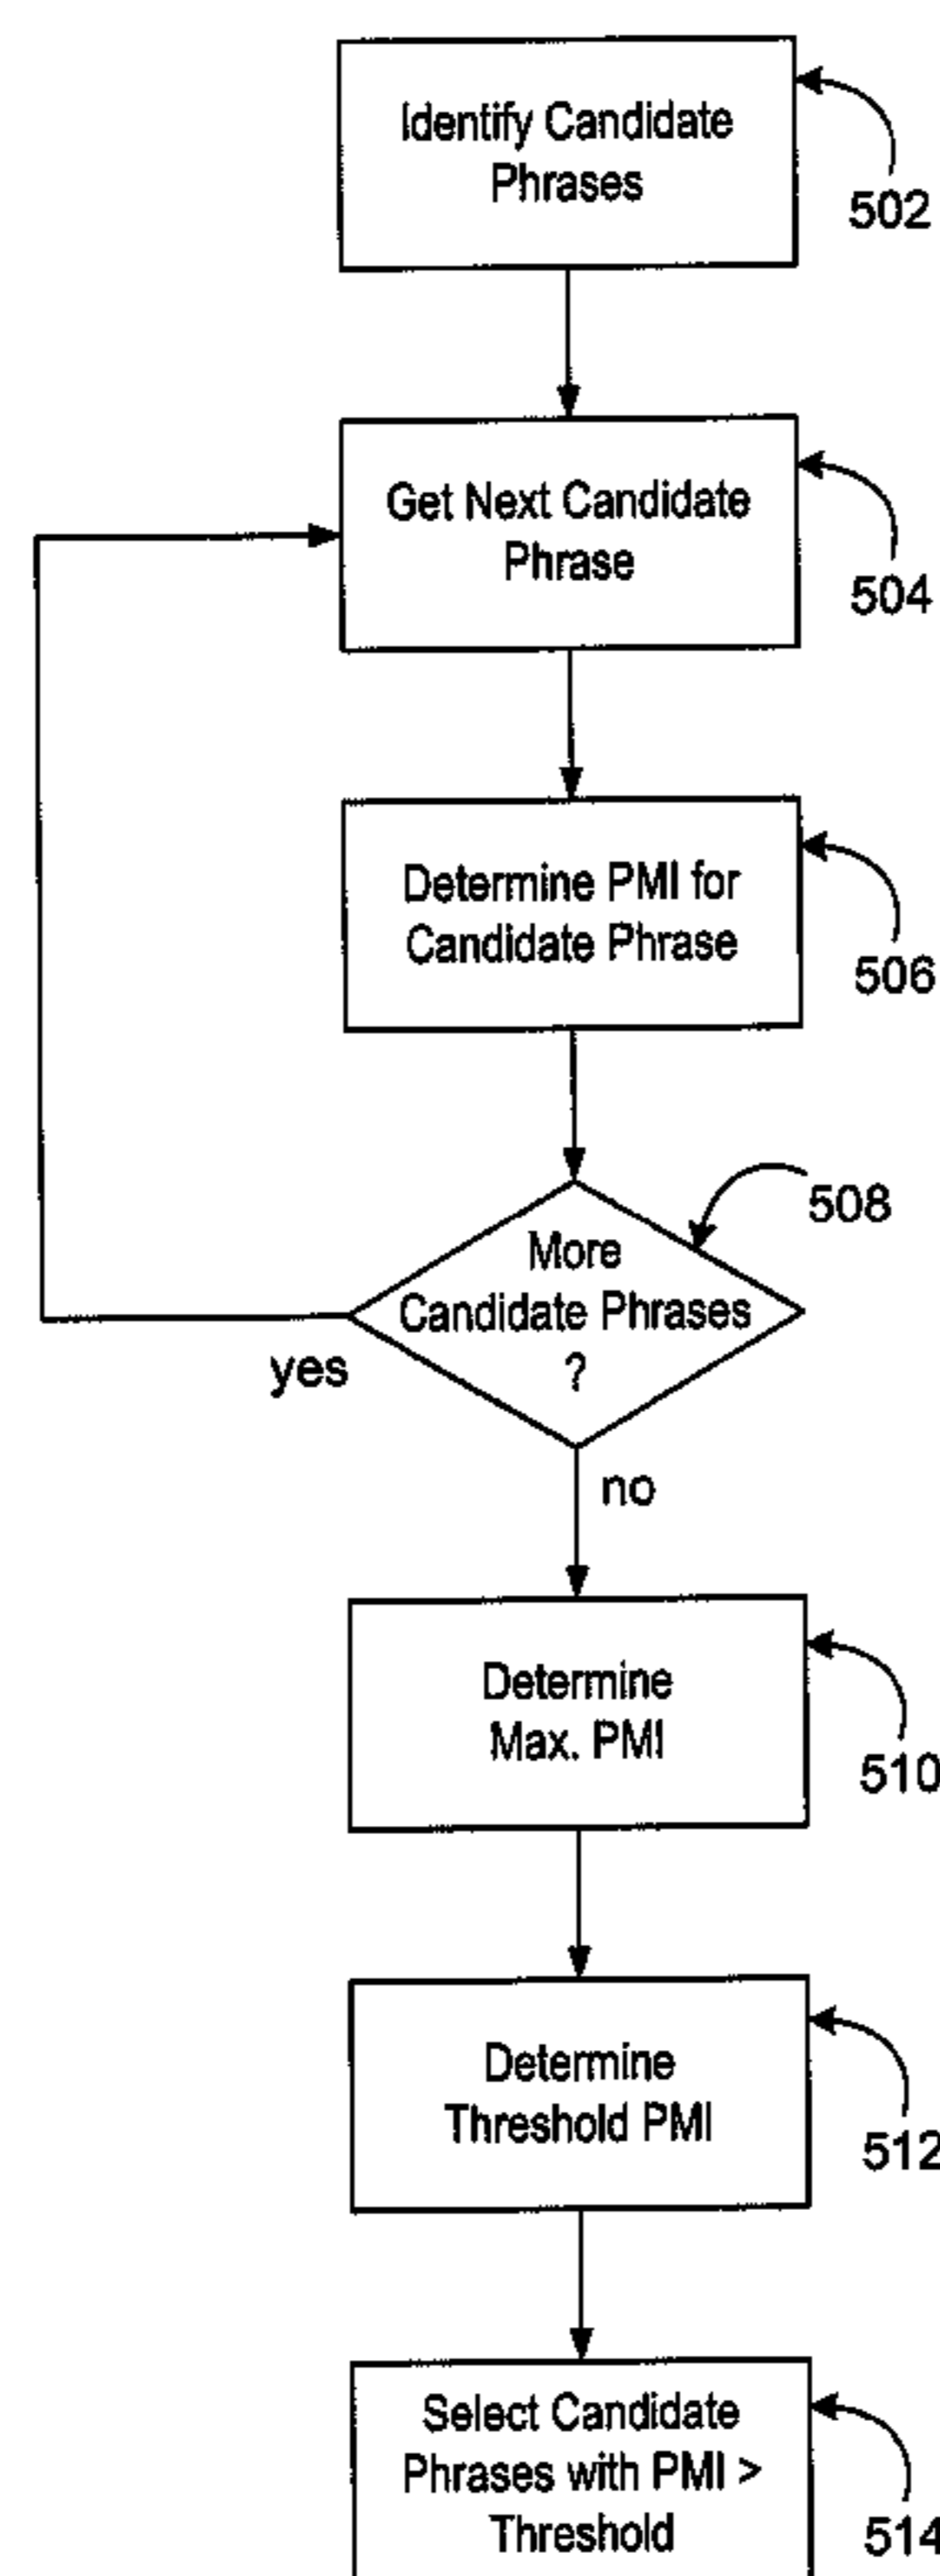 Identify Candidate
Phrases
502
Get Next Candidate
Phrase
504
Determine PMI for
Candidate Phrase
506
508
More
Candidate Phrases
?
yes
no
Determine
Max. PMI
510
Determine
Threshold PMI
512
Select Candidate
Phrases with PMI >
Threshold
514